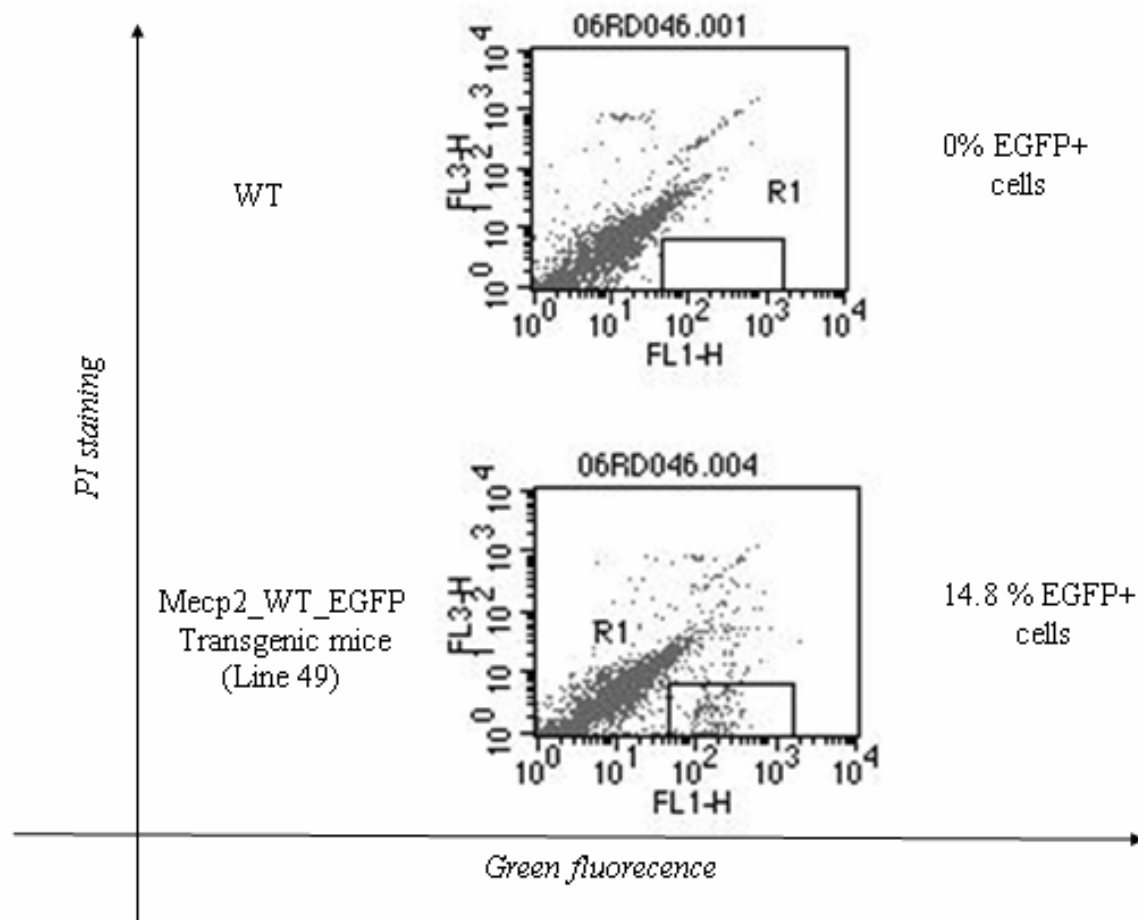 06RD046.001
10^4
10^3
10^2
10^1
10^0
FL3-H
R1
10^0 10^1 10^2 10^3 10^4
FL1-H
WT
0% EGFP+
cells
PI staining
06RD046.004
10^4
10^3
10^2
10^1
10^0
FL3-H
R1
10^0 10^1 10^2 10^3 10^4
FL1-H
Mecp2_WT_EGFP
Transgenic mice
(Line 49)
14.8 % EGFP+
cells
Green fluorecence